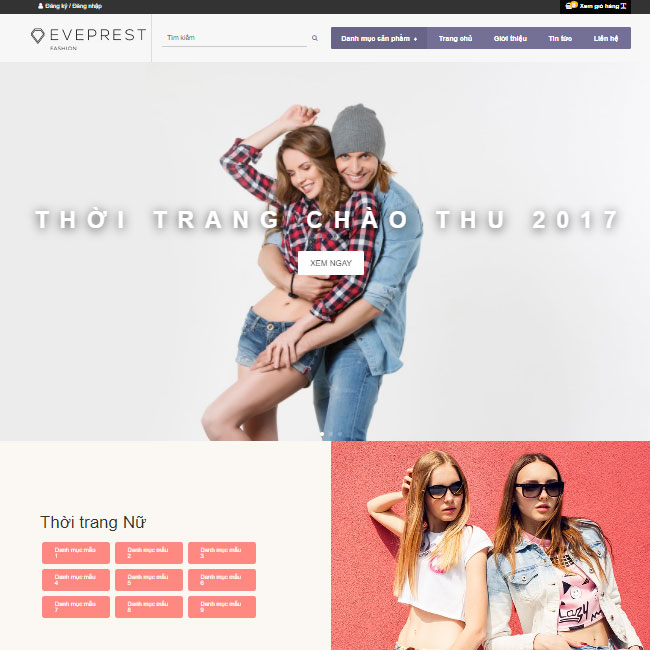 Đăng ký / Đăng nhập
0 Xem giỏ hàng
EVEPREST
FASHION
Tìm kiếm
Danh mục sản phẩm +
Trang chủ
Giới thiệu
Tin tức
Liên hệ
THỜI TRANG CHÀO THU 2017
XEM NGAY
Thời trang Nữ
Danh mục mẫu 1
Danh mục mẫu 2
Danh mục mẫu 3
Danh mục mẫu 4
Danh mục mẫu 5
Danh mục mẫu 6
Danh mục mẫu 7
Danh mục mẫu 8
Danh mục mẫu 9